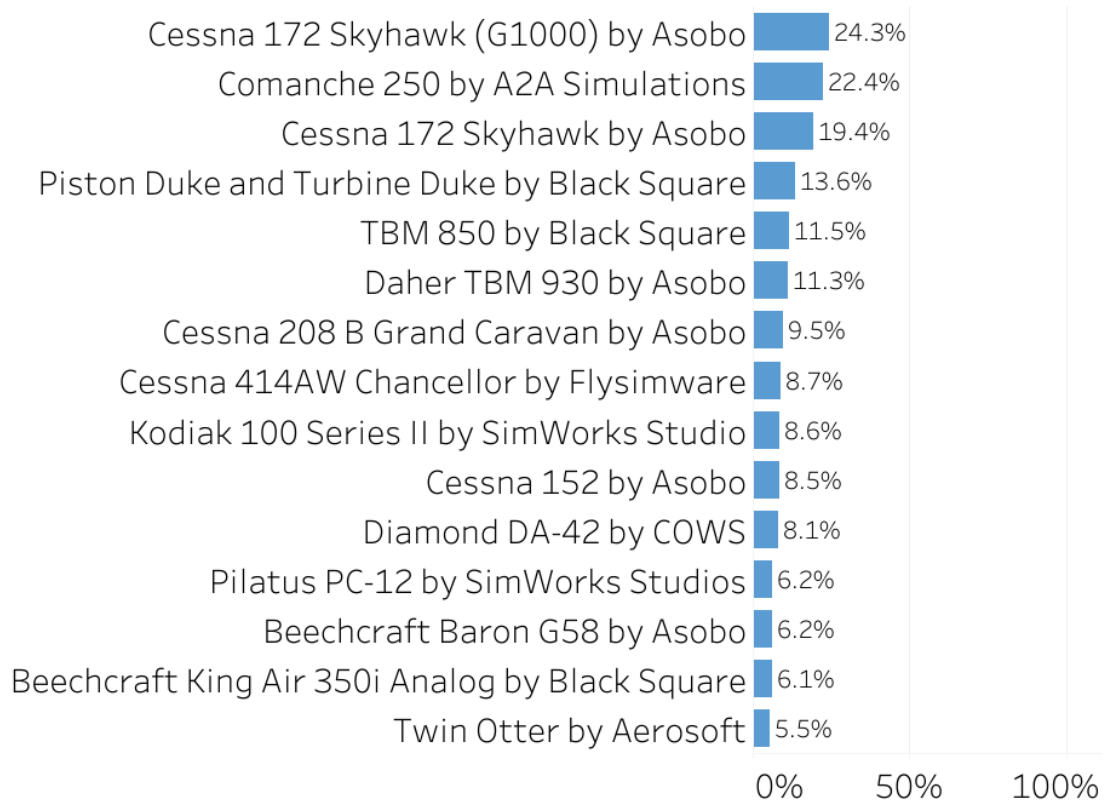 Cessna 172 Skyhawk (G1000) by Asobo 24.3%
Comanche 250 by A2A Simulations 22.4%
Cessna 172 Skyhawk by Asobo 19.4%
Piston Duke and Turbine Duke by Black Square 13.6%
TBM 850 by Black Square 11.5%
Daher TBM 930 by Asobo 11.3%
Cessna 208 B Grand Caravan by Asobo 9.5%
Cessna 414AW Chancellor by Flysimware 8.7%
Kodiak 100 Series II by SimWorks Studio 8.6%
Cessna 152 by Asobo 8.5%
Diamond DA-42 by COWS 8.1%
Pilatus PC-12 by SimWorks Studios 6.2%
Beechcraft Baron G58 by Asobo 6.2%
Beechcraft King Air 350i Analog by Black Square 6.1%
Twin Otter by Aerosoft 5.5%
0% 50% 100%